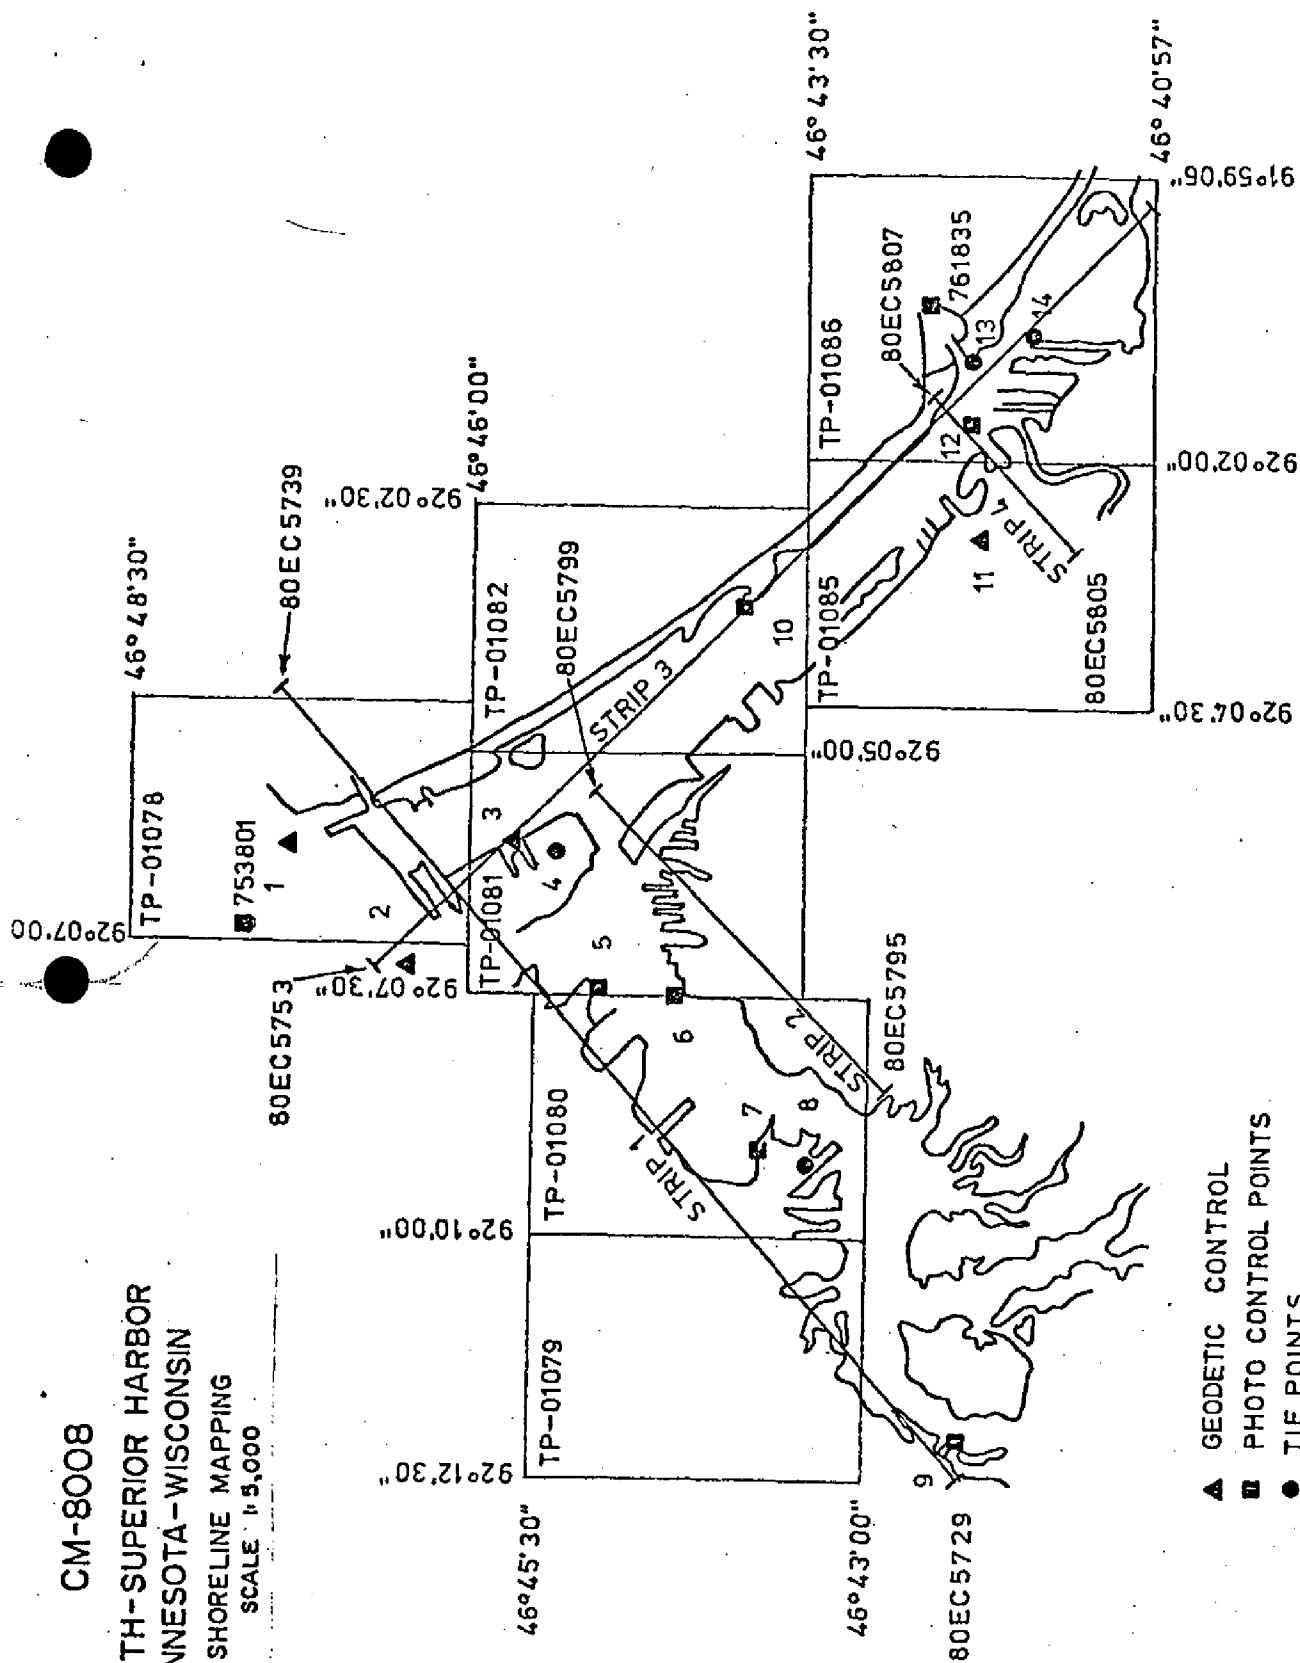 CM-8008
TH-SUPERIOR HARBOR
NNESOTA-WISCONSIN
SHORELINE MAPPING
SCALE 1:5,000
46°48'30"
80EC5739
TP-01078
753801
1
2
92°07'00
80EC5753
92°07'30"
92°02'30"
46°46'00"
TP-01082
TP-01081
3
4
5
6
80EC5799
STRIP 3
10
92°05'00"
46°43'30"
TP-01086
80EC5807
761835
12
13
14
92°02'00"
91°59'06"
46°40'57"
TP-01085
11
STRIP 4
80EC5805
92°04'30"
TP-01080
STRIP 1
7
8
STRIP 2
80EC5795
92°10'00"
TP-01079
92°12'30"
46°45'30"
46°43'00"
9
80EC5729
GEODETIC CONTROL
PHOTO CONTROL POINTS
TIE POINTS